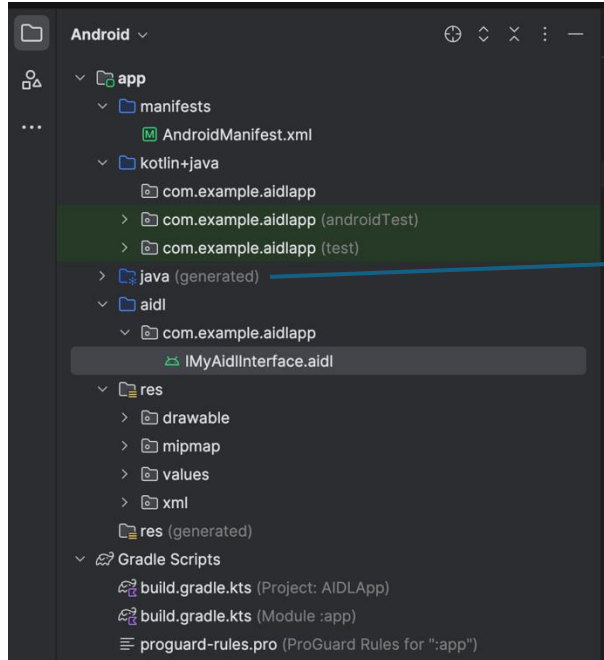 Android
app
manifests
AndroidManifest.xml
kotlin+java
com.example.aidlapp
com.example.aidlapp (androidTest)
com.example.aidlapp (test)
java (generated)
aidl
com.example.aidlapp
IMyAidlInterface.aidl
res
drawable
mipmap
values
xml
res (generated)
Gradle Scripts
build.gradle.kts (Project: AIDLApp)
build.gradle.kts (Module :app)
proguard-rules.pro (ProGuard Rules for ":app")